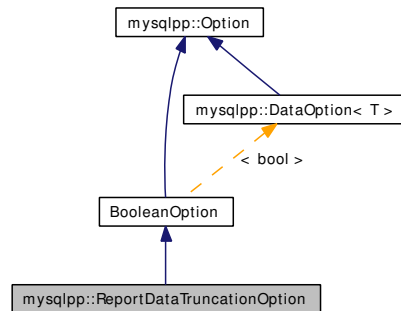 mysqlpp::Option
mysqlpp::DataOption< T >
< bool >
BooleanOption
mysqlpp::ReportDataTruncationOption